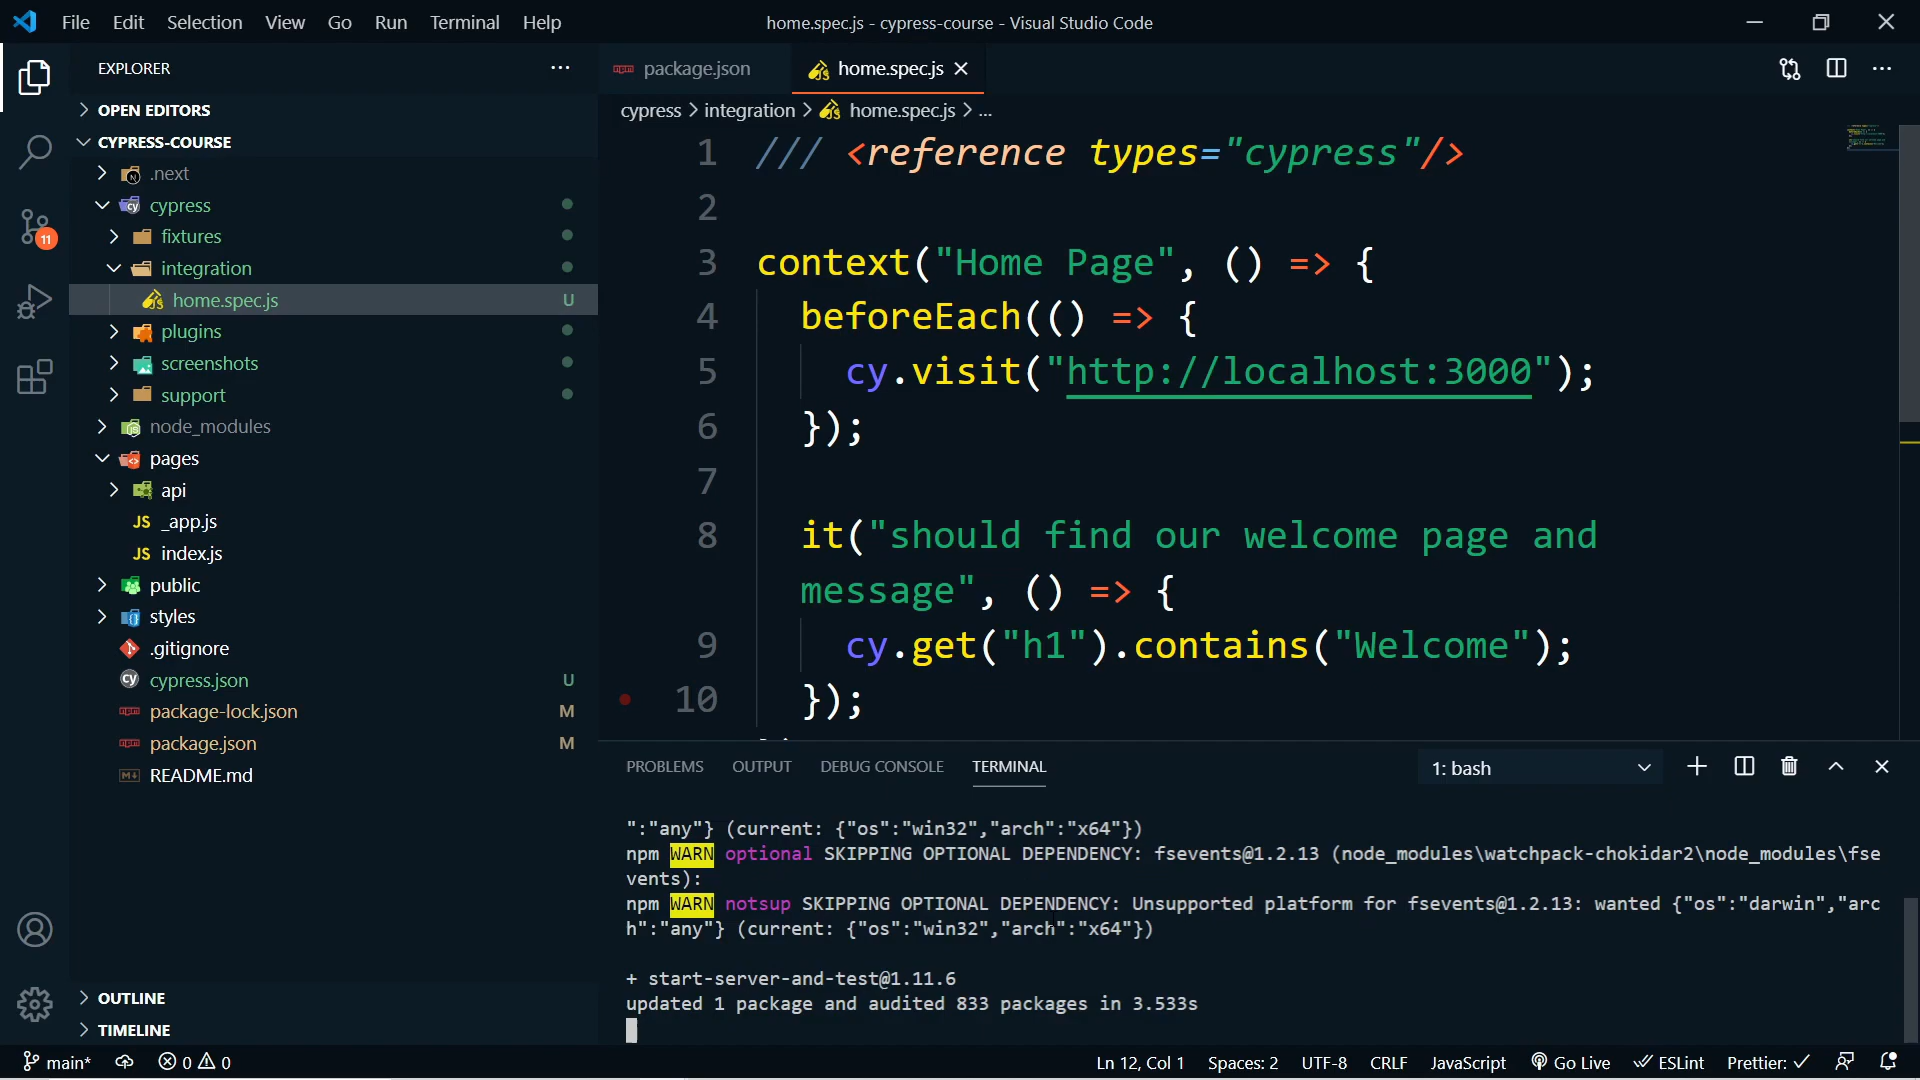 File Edit Selection View Go Run Terminal Help
home.spec.js - cypress-course - Visual Studio Code
EXPLORER
OPEN EDITORS
CYPRESS-COURSE
.next
cypress
fixtures
integration
home.spec.js U
plugins
screenshots
support
node_modules
pages
api
JS _app.js
JS index.js
public
styles
.gitignore
cypress.json U
package-lock.json M
package.json M
README.md
OUTLINE
TIMELINE
11
package.json
home.spec.js
cypress > integration > home.spec.js > ...
1 /// <reference types="cypress"/>
2
3 context("Home Page", () => {
4 beforeEach(() => {
5 cy.visit("http://localhost:3000");
6 });
7
8 it("should find our welcome page and
message", () => {
9 cy.get("h1").contains("Welcome");
10 });
PROBLEMS OUTPUT DEBUG CONSOLE TERMINAL
1: bash
":"any"} (current: {"os":"win32","arch":"x64"})
npm WARN optional SKIPPING OPTIONAL DEPENDENCY: fsevents@1.2.13 (node_modules\watchpack-chokidar2\node_modules\fse
vents):
npm WARN notsup SKIPPING OPTIONAL DEPENDENCY: Unsupported platform for fsevents@1.2.13: wanted {"os":"darwin","arc
h":"any"} (current: {"os":"win32","arch":"x64"})
+ start-server-and-test@1.11.6
updated 1 package and audited 833 packages in 3.533s
main* 0 0
Ln 12, Col 1 Spaces: 2 UTF-8 CRLF JavaScript Go Live ESLint Prettier: ✓